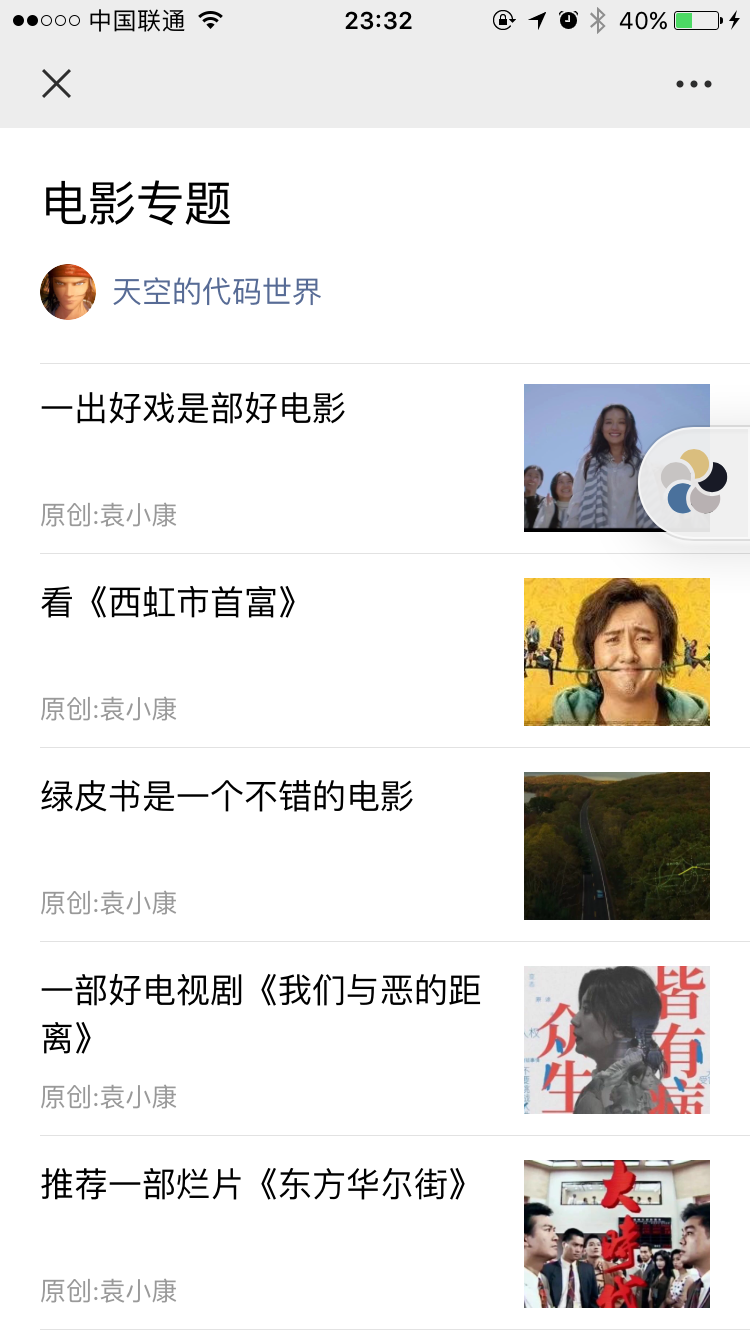 中国联通
23:32
40%
电影专题
天空的代码世界
一出好戏是部好电影
原创:袁小康
看《西虹市首富》
原创:袁小康
绿皮书是一个不错的电影
原创:袁小康
一部好电视剧《我们与恶的距
离》
原创:袁小康
皆有病
众生
推荐一部烂片《东方华尔街》
原创:袁小康
大時代